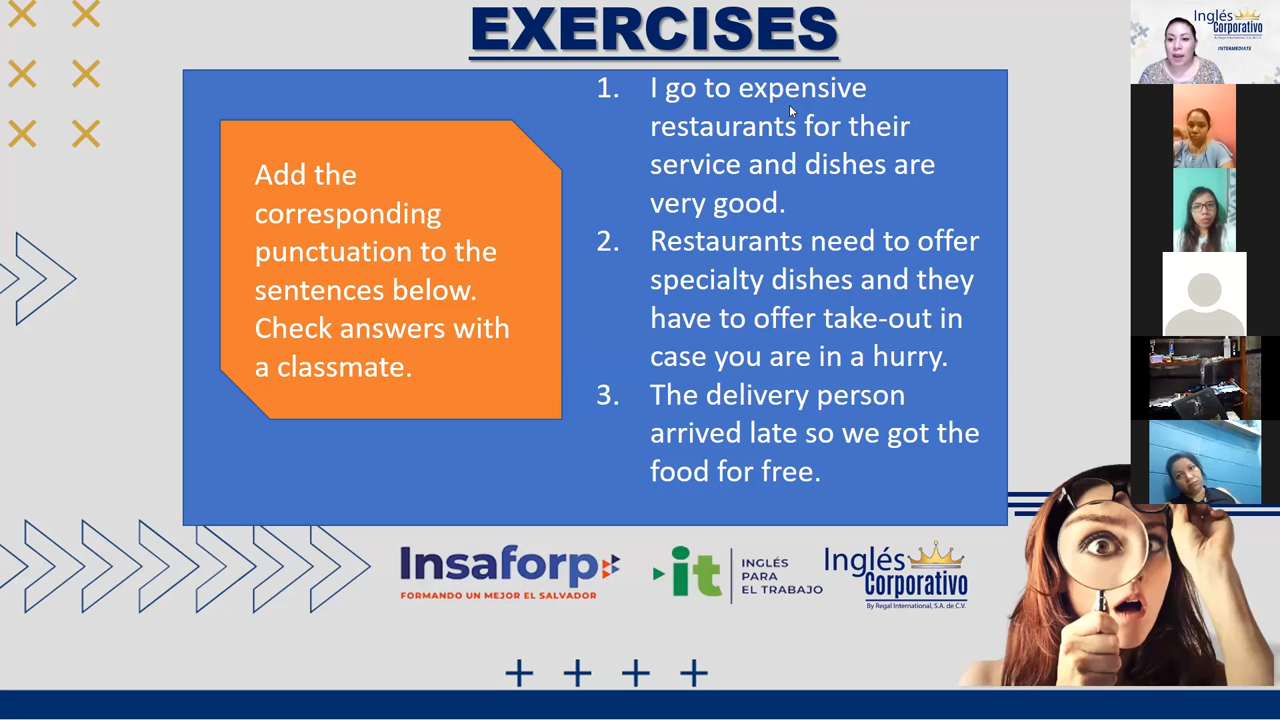 EXERCISES
Add the
corresponding
punctuation to the
sentences below.
Check answers with
a classmate.
1. I go to expensive
restaurants for their
service and dishes are
very good.
2. Restaurants need to offer
specialty dishes and they
have to offer take-out in
case you are in a hurry.
3. The delivery person
arrived late so we got the
food for free.
Insaforp
FORMANDO UN MEJOR EL SALVADOR
it
INGLÉS
PARA
EL TRABAJO
Inglés
Corporativo
By Regal International, S.A. de C.V.
Inglés
Corporativo
By Regal International, S.A. de C.V.
INTERMEDIATE